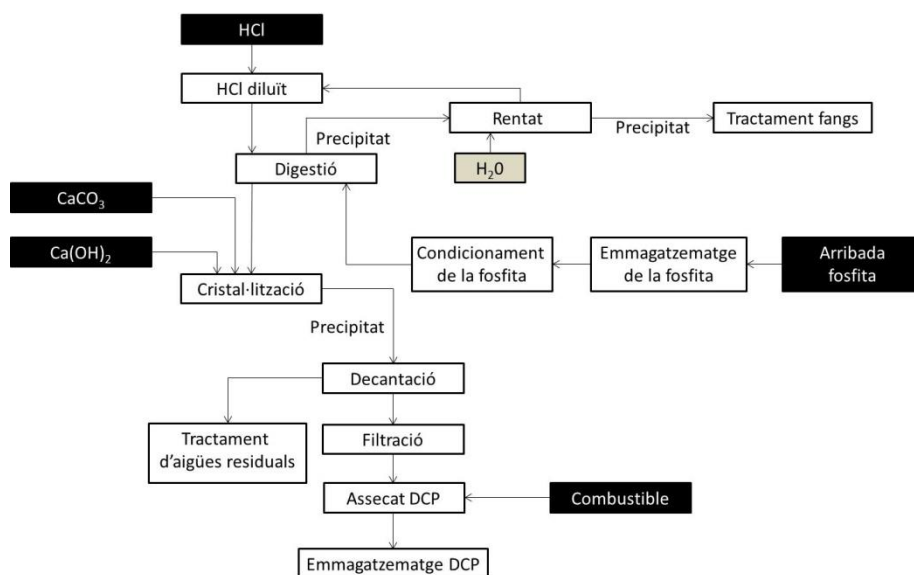 HCl
HCl diluït
Rentat
Precipitat
Precipitat
Tractament fangs
Digestió
H₂0
CaCO₃
Ca(OH)₂
Condicionament
de la fosfita
Emmagatzematge
de la fosfita
Arribada
fosfita
Cristal·lització
Precipitat
Decantació
Tractament
d'aigües residuals
Filtració
Assecat DCP
Combustible
Emmagatzematge DCP